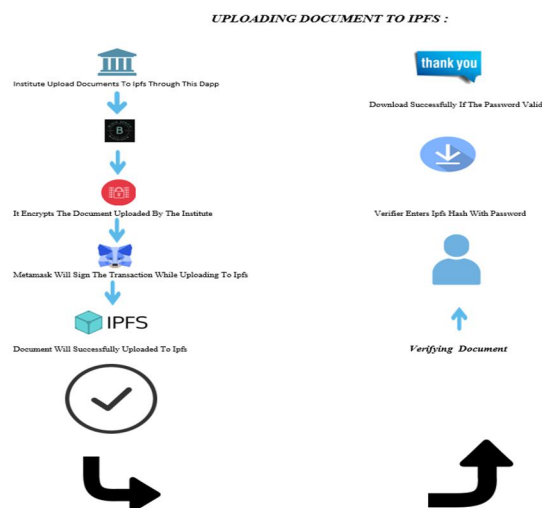 UPLOADING DOCUMENT TO IPFS :
Institute Upload Documents To Ipfs Through This Dapp
B
It Encrypts The Document Uploaded By The Institute
Metamask Will Sign The Transaction While Uploading To Ipfs
IPFS
Document Will Successfully Uploaded To Ipfs
thank you
Download Successfully If The Password Valid
Verifier Enters Ipfs Hash With Password
Verifying Document